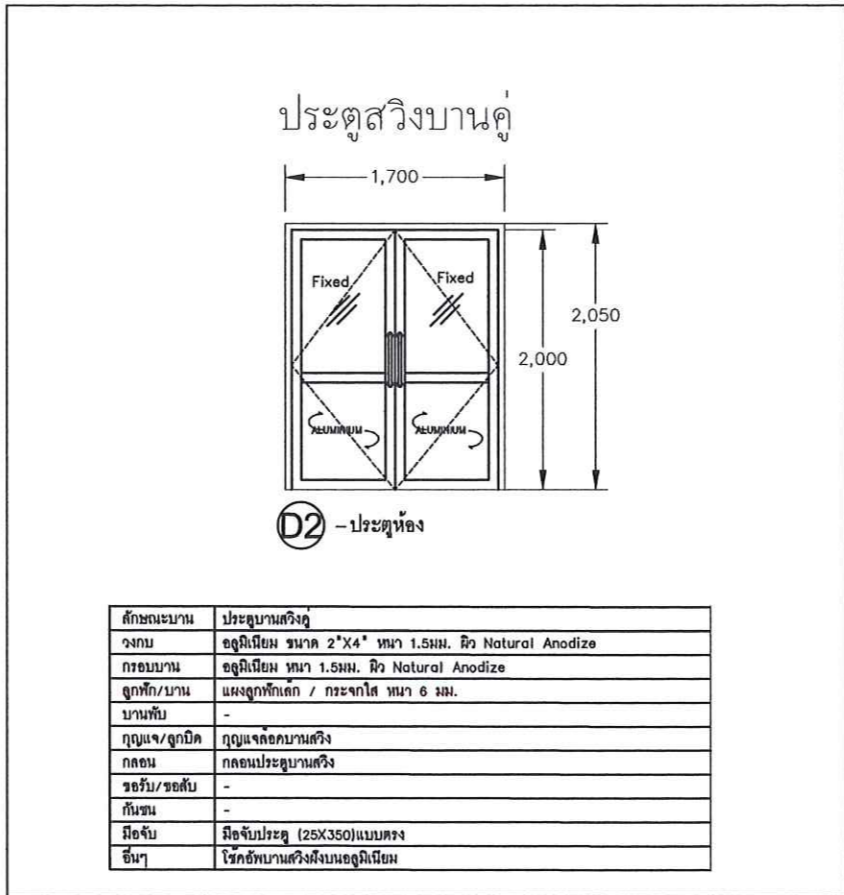 ประตูสวิงบานคู่
1,700
Fixed Fixed
2,050
2,000
ALUMINIUM ALUMINIUM
D2 -ประตูห้อง
ลักษณะบาน ประตูบานสวิงคู่
วงกบ อลูมิเนียม ขนาด 2"X4" หนา 1.5มม. ผิว Natural Anodize
กรอบบาน อลูมิเนียม หนา 1.5มม. ผิว Natural Anodize
ลูกฟัก/บาน แผงลูกฟักเล็ก / กระจกใส หนา 6 มม.
บานพับ -
กุญแจ/ลูกบิด กุญแจล๊อคบานสวิง
กลอน กลอนประตูบานสวิง
ขอรับ/ขอสับ -
กันชน -
มือจับ มือจับประตู (25X350)แบบตรง
อื่นๆ โช๊คอัพบานสวิงฝังบนอลูมิเนียม